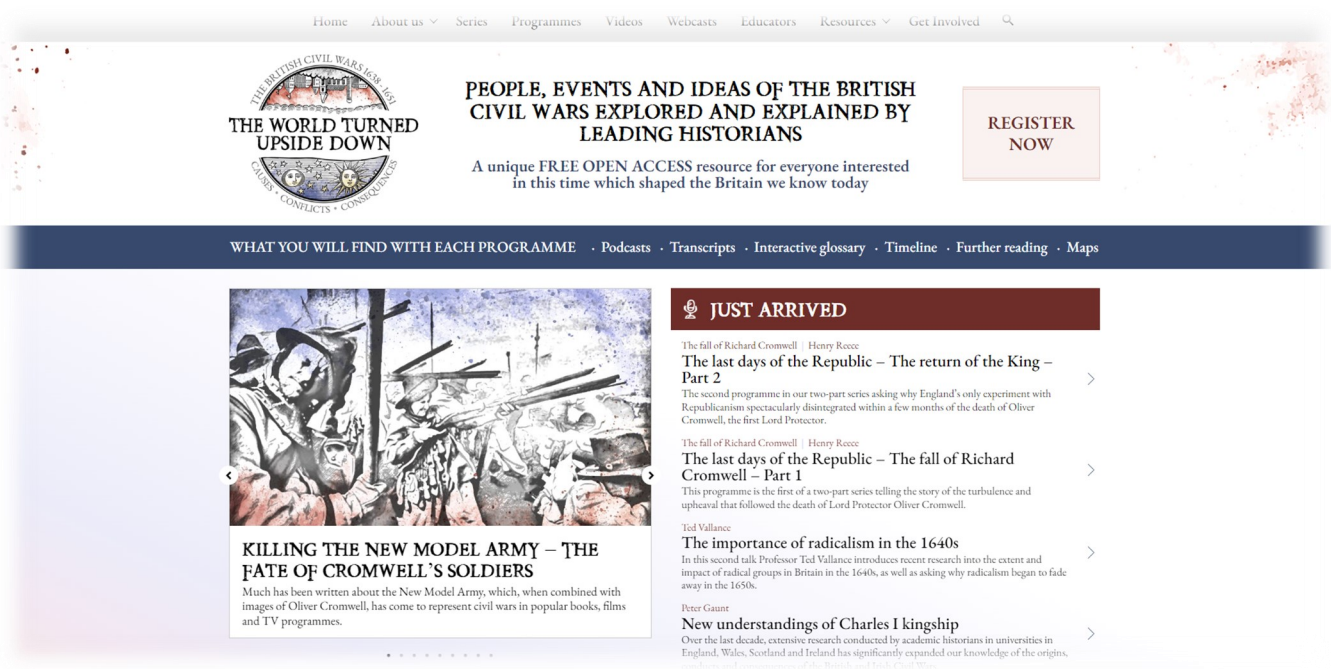 Home About us Series Programmes Videos Webcasts Educators Resources Get Involved
THE BRITISH CIVIL WARS 1638-1651
THE WORLD TURNED
UPSIDE DOWN
CAUSES • CONFLICTS • CONSEQUENCES
PEOPLE, EVENTS AND IDEAS OF THE BRITISH
CIVIL WARS EXPLORED AND EXPLAINED BY
LEADING HISTORIANS
A unique FREE OPEN ACCESS resource for everyone interested
in this time which shaped the Britain we know today
REGISTER
NOW
WHAT YOU WILL FIND WITH EACH PROGRAMME · Podcasts · Transcripts · Interactive glossary · Timeline · Further reading · Maps
KILLING THE NEW MODEL ARMY – THE
FATE OF CROMWELL'S SOLDIERS
Much has been written about the New Model Army, which, when combined with
images of Oliver Cromwell, has come to represent civil wars in popular books, films
and TV programmes.
JUST ARRIVED
The fall of Richard Cromwell | Henry Reece
The last days of the Republic – The return of the King –
Part 2
The second programme in our two-part series asking why England's only experiment with
Republicanism spectacularly disintegrated within a few months of the death of Oliver
Cromwell, the first Lord Protector.
The fall of Richard Cromwell | Henry Reece
The last days of the Republic – The fall of Richard
Cromwell – Part 1
This programme is the first of a two-part series telling the story of the turbulence and
upheaval that followed the death of Lord Protector Oliver Cromwell.
Ted Vallance
The importance of radicalism in the 1640s
In this second talk Professor Ted Vallance introduces recent research into the extent and
impact of radical groups in Britain in the 1640s, as well as asking why radicalism began to fade
away in the 1650s.
Peter Gaunt
New understandings of Charles I kingship
Over the last decade, extensive research conducted by academic historians in universities in
England, Wales, Scotland and Ireland has significantly expanded our knowledge of the origins,